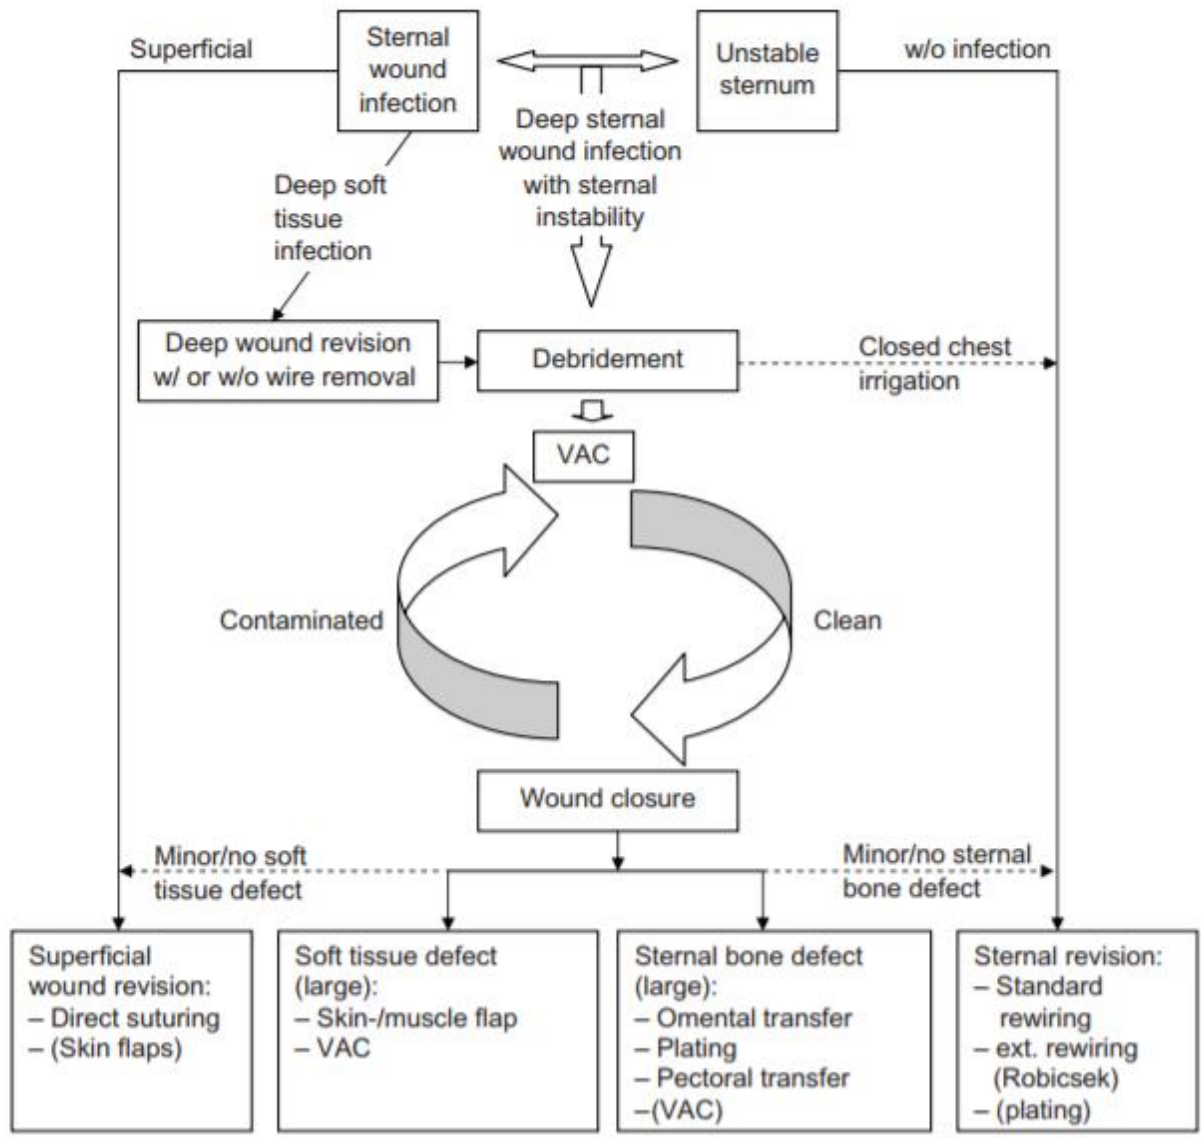 Superficial
Sternal
wound
infection
Unstable
sternum
w/o infection
Deep sternal
wound infection
with sternal
instability
Deep soft
tissue
infection
Deep wound revision
w/ or w/o wire removal
Debridement
Closed chest
irrigation
VAC
Contaminated
Clean
Wound closure
Minor/no soft
tissue defect
Minor/no sternal
bone defect
Superficial
wound revision:
– Direct suturing
– (Skin flaps)
Soft tissue defect
(large):
– Skin-/muscle flap
– VAC
Sternal bone defect
(large):
– Omental transfer
– Plating
– Pectoral transfer
–(VAC)
Sternal revision:
– Standard
rewiring
– ext. rewiring
(Robicsek)
– (plating)